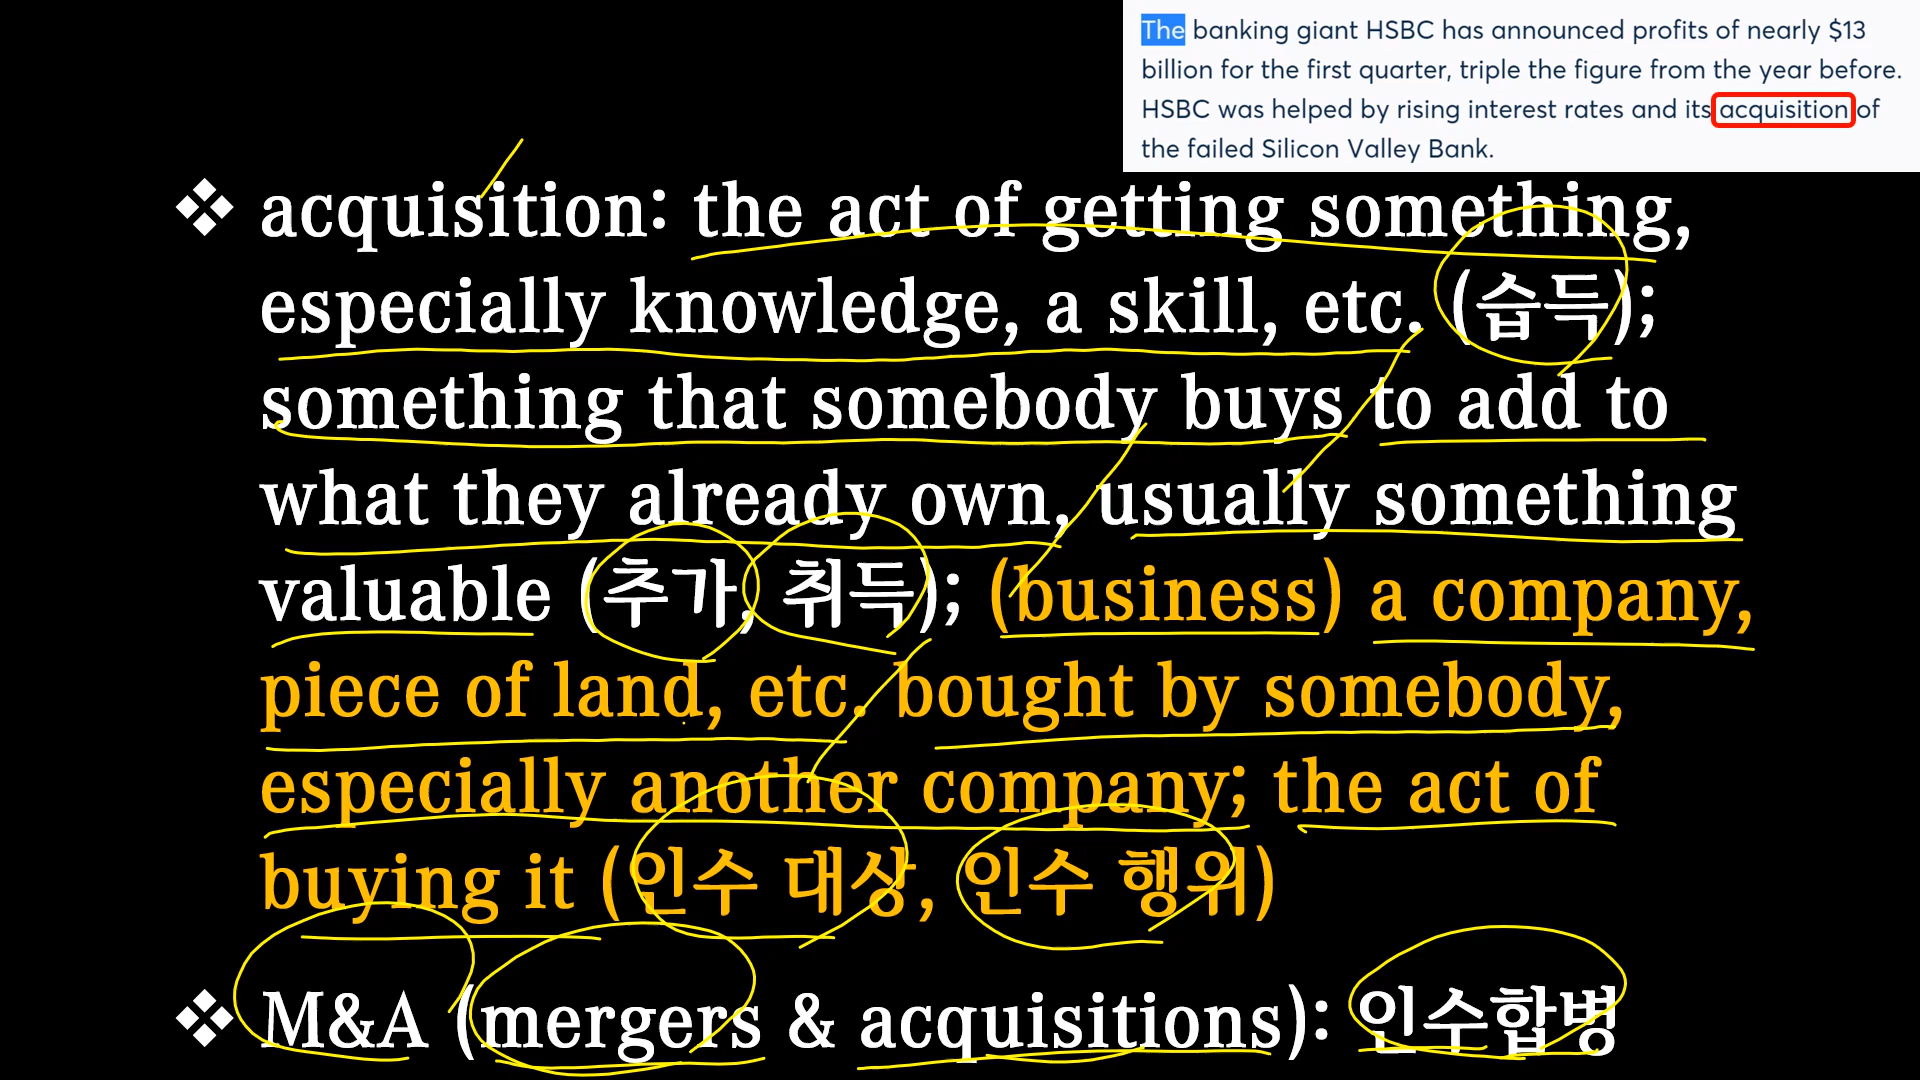 The banking giant HSBC has announced profits of nearly $13
billion for the first quarter, triple the figure from the year before.
HSBC was helped by rising interest rates and its acquisition of
the failed Silicon Valley Bank.
❖ acquisition: the act of getting something,
especially knowledge, a skill, etc. (습득);
something that somebody buys to add to
what they already own, usually something
valuable (추가, 취득); (business) a company,
piece of land, etc. bought by somebody,
especially another company; the act of
buying it (인수 대상, 인수 행위)
❖ M&A (mergers & acquisitions): 인수합병